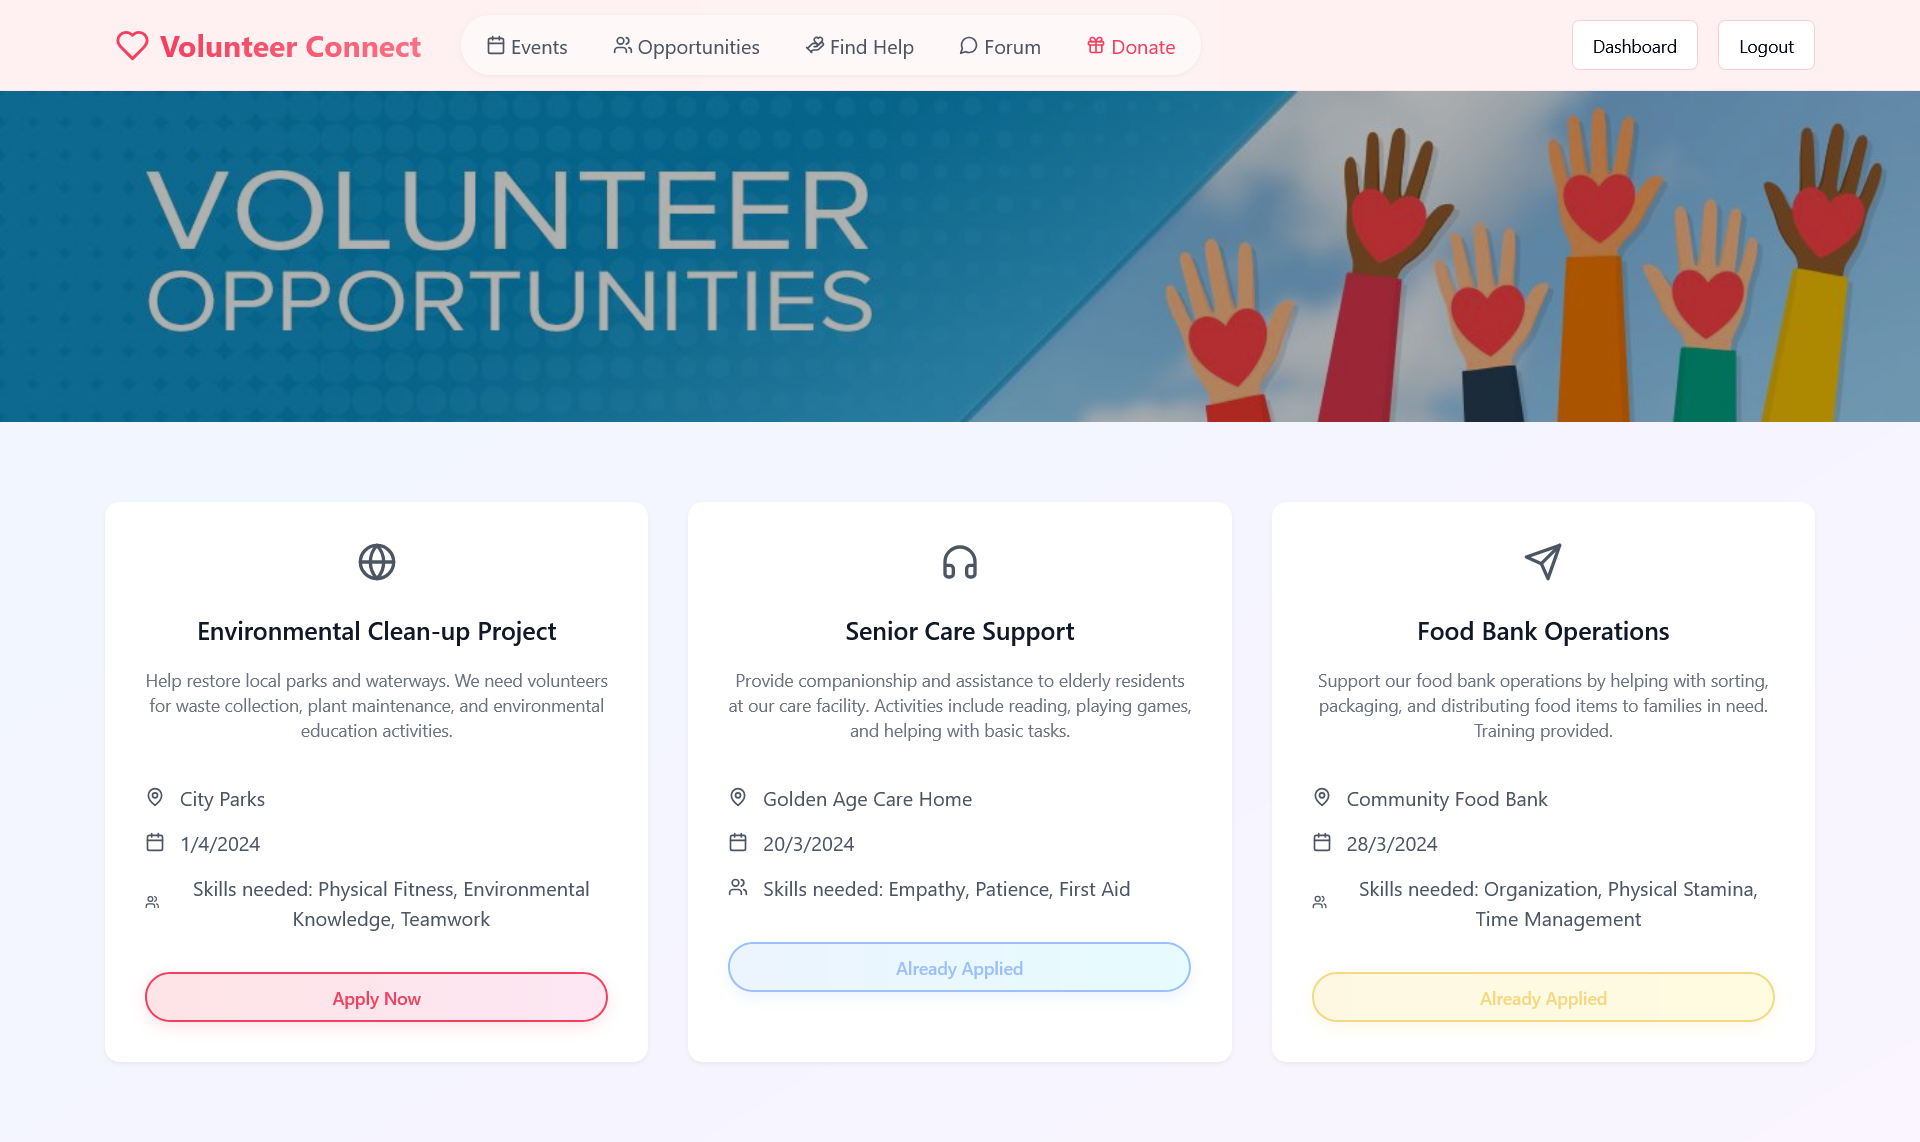 Volunteer Connect
Events
Opportunities
Find Help
Forum
Donate
Dashboard
Logout
VOLUNTEER
OPPORTUNITIES
Environmental Clean-up Project
Help restore local parks and waterways. We need volunteers
for waste collection, plant maintenance, and environmental
education activities.
City Parks
1/4/2024
Skills needed: Physical Fitness, Environmental
Knowledge, Teamwork
Apply Now
Senior Care Support
Provide companionship and assistance to elderly residents
at our care facility. Activities include reading, playing games,
and helping with basic tasks.
Golden Age Care Home
20/3/2024
Skills needed: Empathy, Patience, First Aid
Already Applied
Food Bank Operations
Support our food bank operations by helping with sorting,
packaging, and distributing food items to families in need.
Training provided.
Community Food Bank
28/3/2024
Skills needed: Organization, Physical Stamina,
Time Management
Already Applied